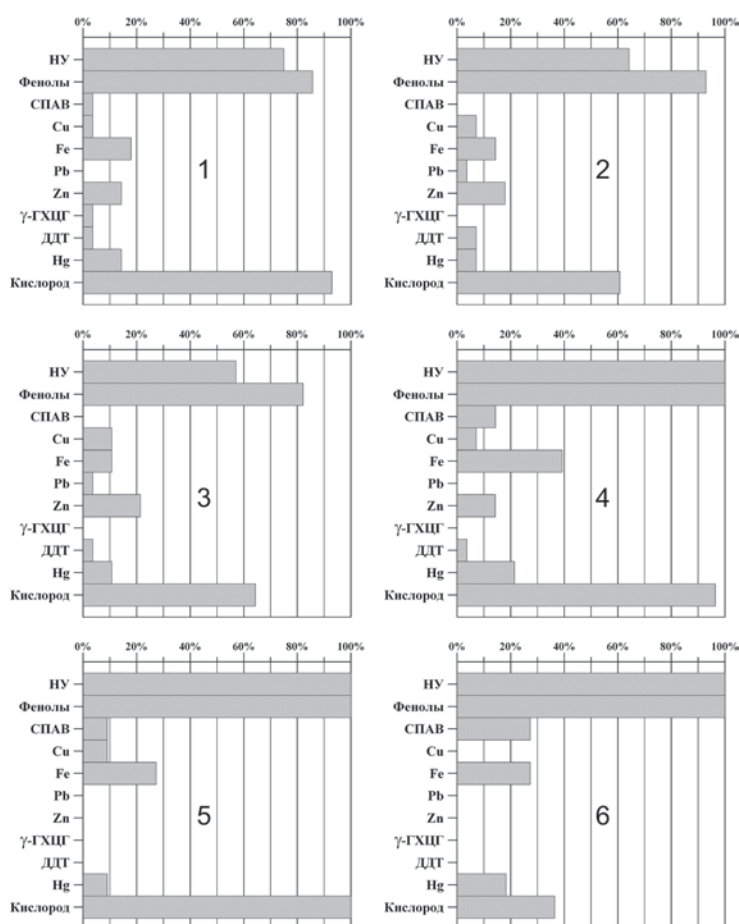 0% 20% 40% 60% 80% 100%
НУ
Фенолы
СПАВ
Cu
Fe
Pb
Zn
γ-ГХЦГ
ДДТ
Hg
Кислород
1
0% 20% 40% 60% 80% 100%
НУ
Фенолы
СПАВ
Cu
Fe
Pb
Zn
γ-ГХЦГ
ДДТ
Hg
Кислород
2
0% 20% 40% 60% 80% 100%
НУ
Фенолы
СПАВ
Cu
Fe
Pb
Zn
γ-ГХЦГ
ДДТ
Hg
Кислород
3
0% 20% 40% 60% 80% 100%
НУ
Фенолы
СПАВ
Cu
Fe
Pb
Zn
γ-ГХЦГ
ДДТ
Hg
Кислород
4
0% 20% 40% 60% 80% 100%
НУ
Фенолы
СПАВ
Cu
Fe
Pb
Zn
γ-ГХЦГ
ДДТ
Hg
Кислород
5
0% 20% 40% 60% 80% 100%
НУ
Фенолы
СПАВ
Cu
Fe
Pb
Zn
γ-ГХЦГ
ДДТ
Hg
Кислород
6